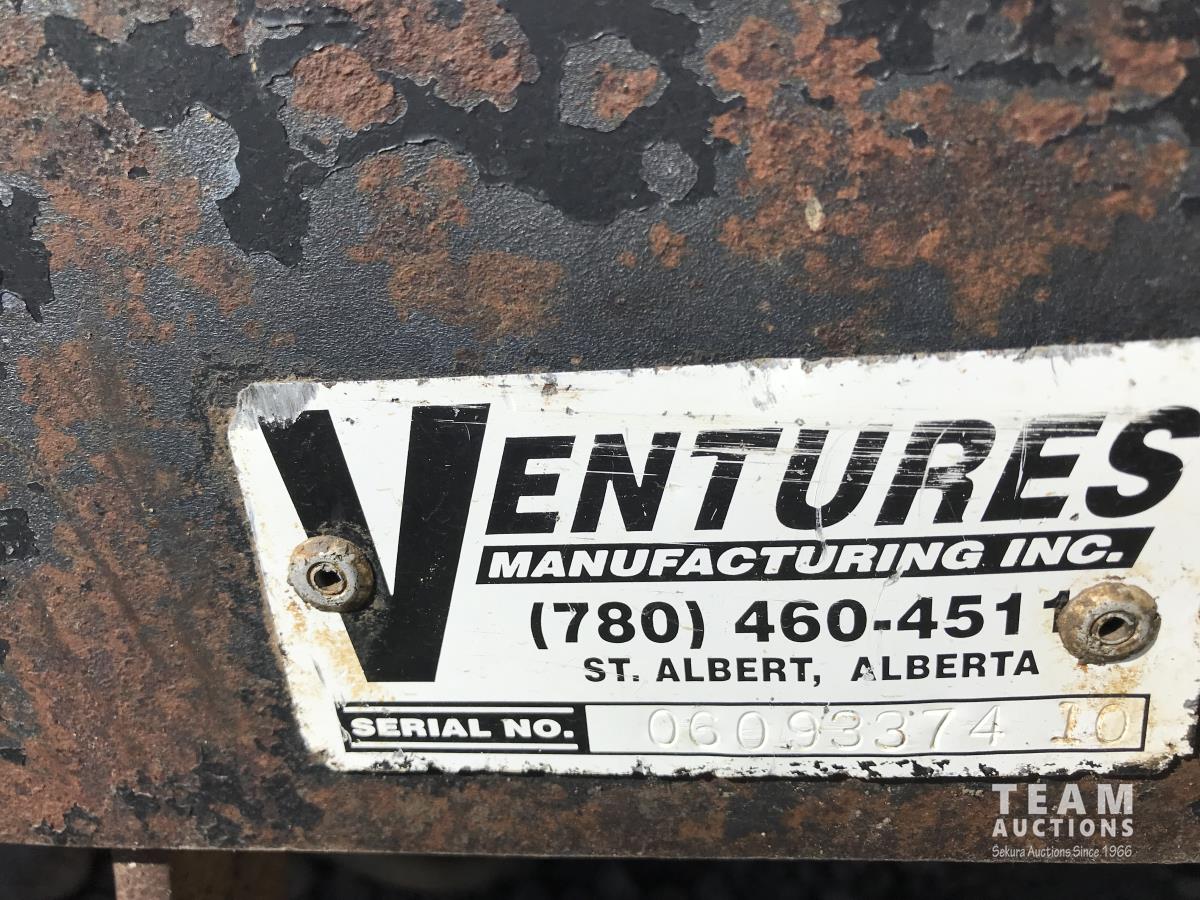 VENTURES
MANUFACTURING INC.
(780) 460-4511
ST. ALBERT, ALBERTA
SERIAL NO. 06093374 10
TEAM
AUCTIONS
Sekura Auctions Since 1966